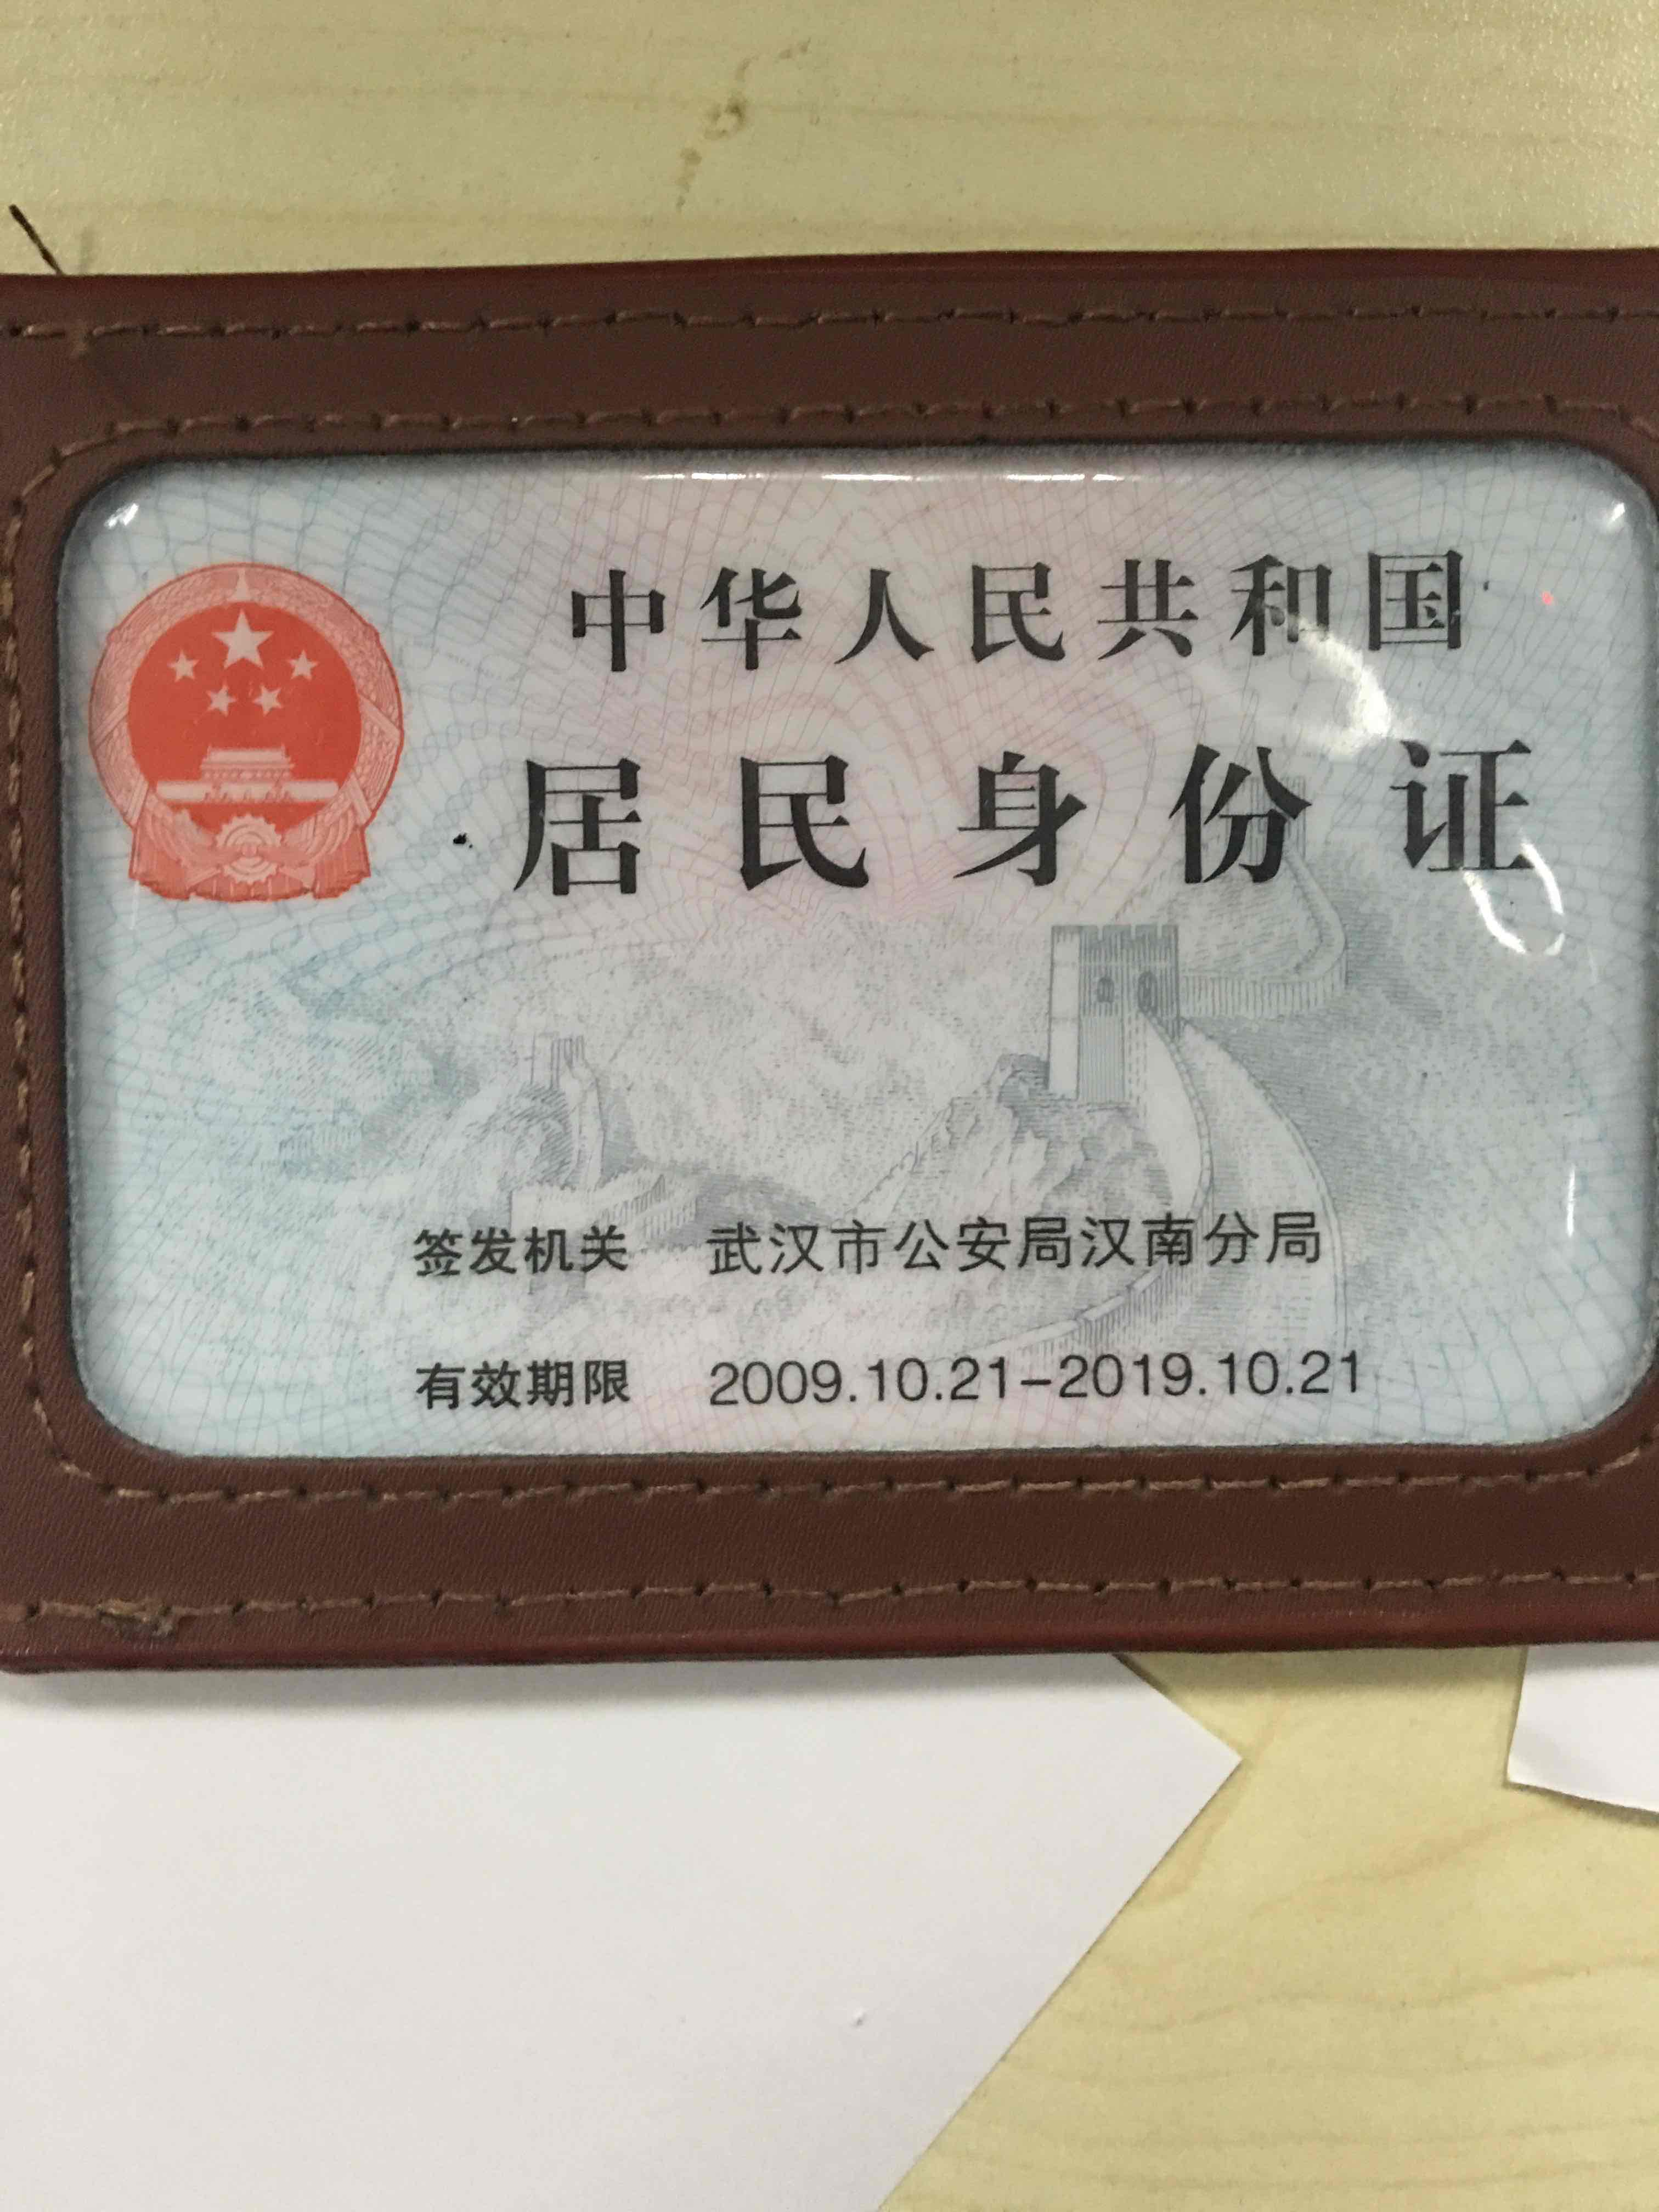 中华人民共和国
居民身份证
签发机关 武汉市公安局汉南分局
有效期限 2009.10.21-2019.10.21